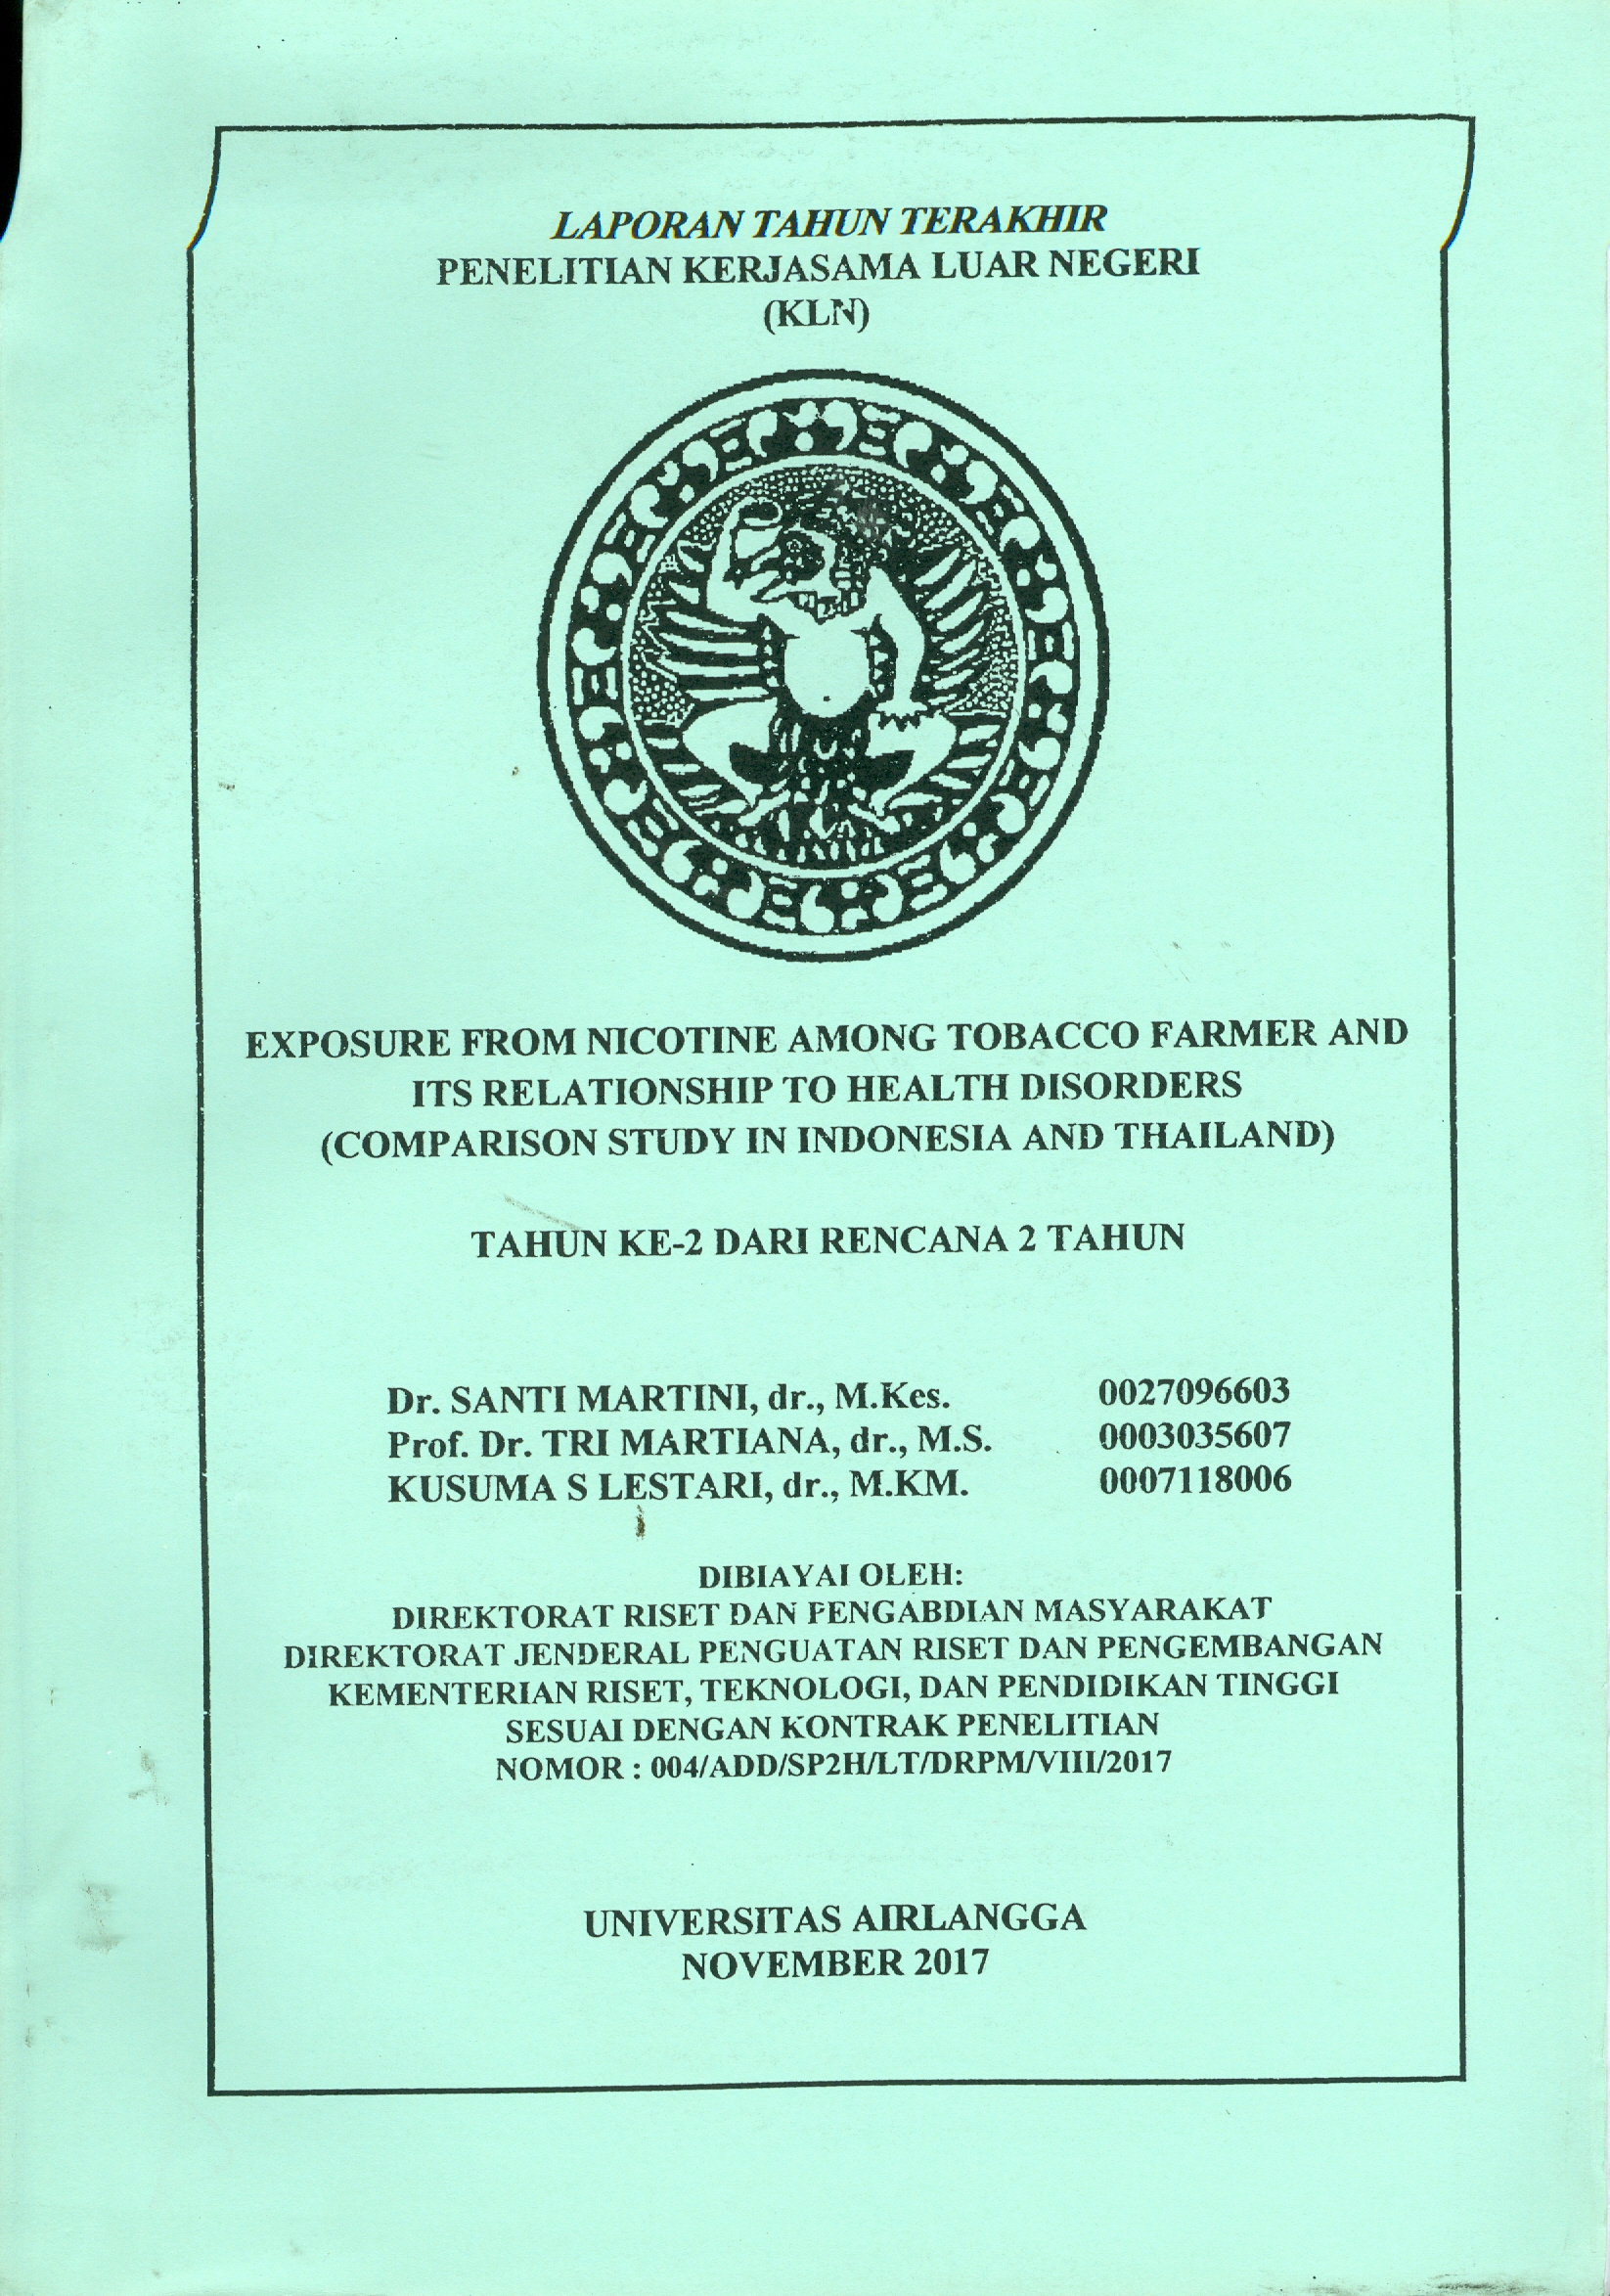 LAPORAN TAHUN TERAKHIR
PENELITIAN KERJASAMA LUAR NEGERI
(KLN)
EXPOSURE FROM NICOTINE AMONG TOBACCO FARMER AND
ITS RELATIONSHIP TO HEALTH DISORDERS
(COMPARISON STUDY IN INDONESIA AND THAILAND)
TAHUN KE-2 DARI RENCANA 2 TAHUN
Dr. SANTI MARTINI, dr., M.Kes. 0027096603
Prof. Dr. TRI MARTIANA, dr., M.S. 0003035607
KUSUMA S LESTARI, dr., M.KM. 0007118006
DIBIAYAI OLEH:
DIREKTORAT RISET DAN PENGABDIAN MASYARAKAT
DIREKTORAT JENDERAL PENGUATAN RISET DAN PENGEMBANGAN
KEMENTERIAN RISET, TEKNOLOGI, DAN PENDIDIKAN TINGGI
SESUAI DENGAN KONTRAK PENELITIAN
NOMOR : 004/ADD/SP2H/LT/DRPM/VIII/2017
UNIVERSITAS AIRLANGGA
NOVEMBER 2017